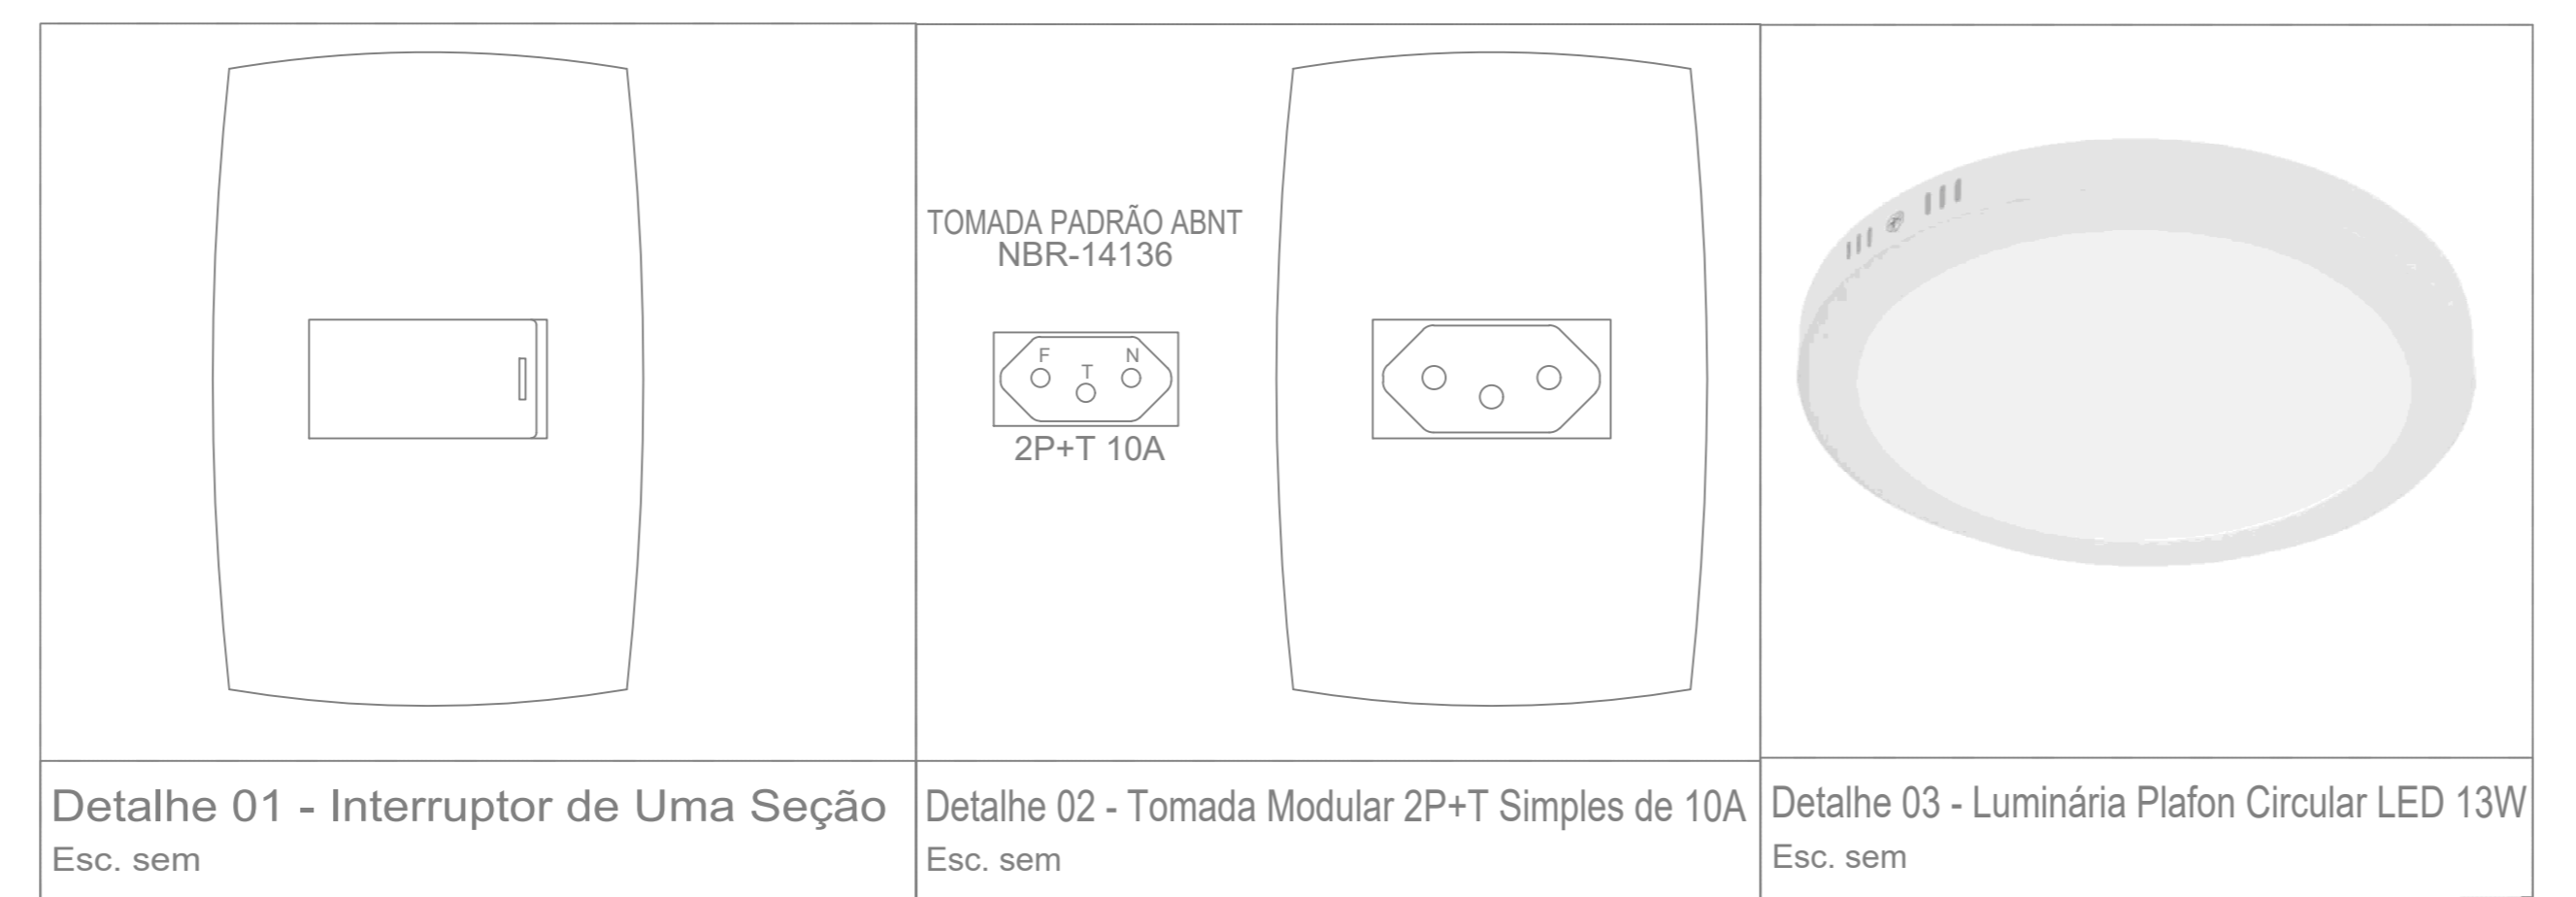 TOMADA PADRÃO ABNT
NBR-14136
F
T
N
2P+T 10A
Detalhe 01 - Interruptor de Uma Seção
Esc. sem
Detalhe 02 - Tomada Modular 2P+T Simples de 10A
Esc. sem
Detalhe 03 - Luminária Plafon Circular LED 13W
Esc. sem